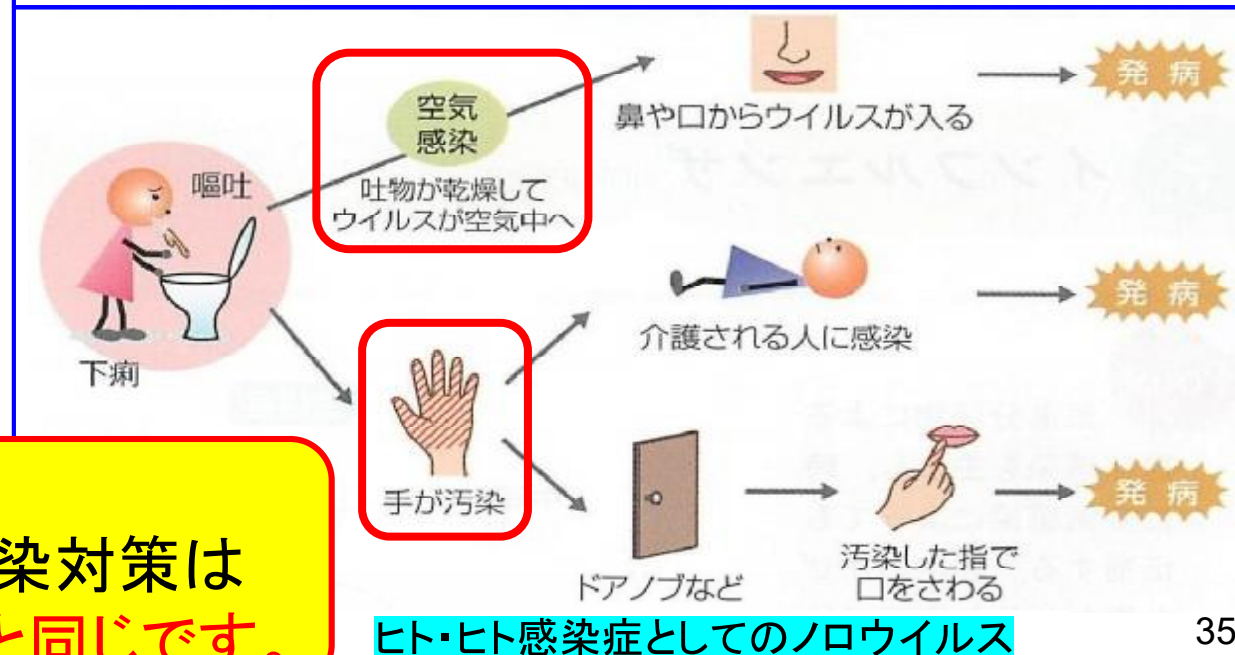 空気
感染
吐物が乾燥して
ウイルスが空気中へ
嘔吐
下痢
鼻や口からウイルスが入る
発病
介護される人に感染
発病
手が汚染
ドアノブなど
汚染した指で
口をさわる
発病
染対策は
と同じです。
ヒト・ヒト感染症としてのノロウイルス
35